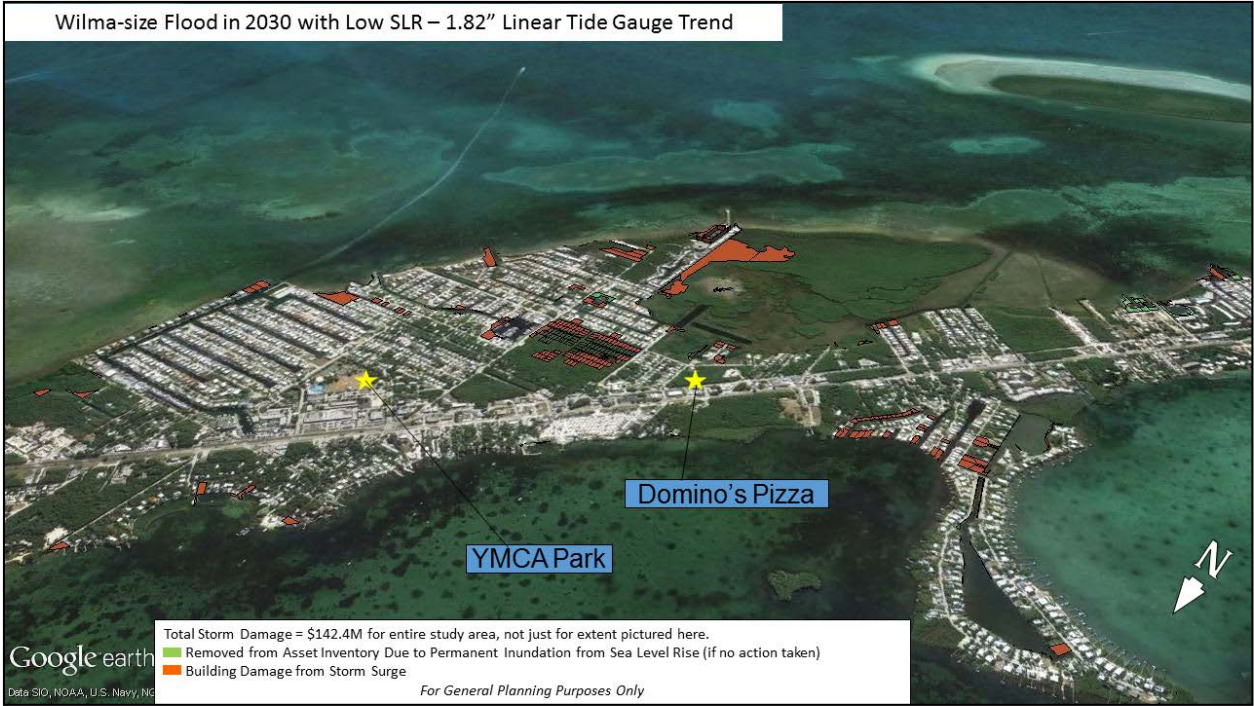 Wilma-size Flood in 2030 with Low SLR – 1.82” Linear Tide Gauge Trend
Domino’s Pizza
YMCA Park
N
Total Storm Damage = $142.4M for entire study area, not just for extent pictured here.
Removed from Asset Inventory Due to Permanent Inundation from Sea Level Rise (if no action taken)
Building Damage from Storm Surge
For General Planning Purposes Only
Google earth
Data SIO, NOAA, U.S. Navy, NG